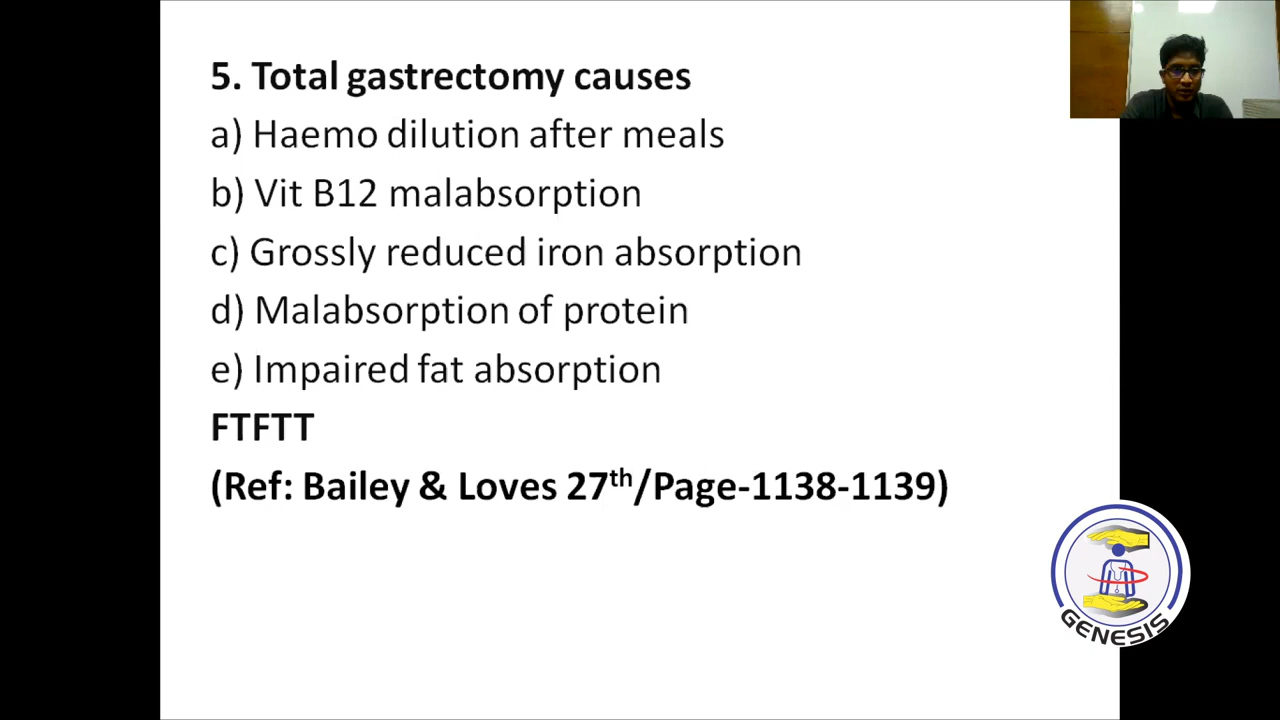 5. Total gastrectomy causes
a) Haemo dilution after meals
b) Vit B12 malabsorption
c) Grossly reduced iron absorption
d) Malabsorption of protein
e) Impaired fat absorption
FTFTT
(Ref: Bailey & Loves 27th/Page-1138-1139)
GENESIS